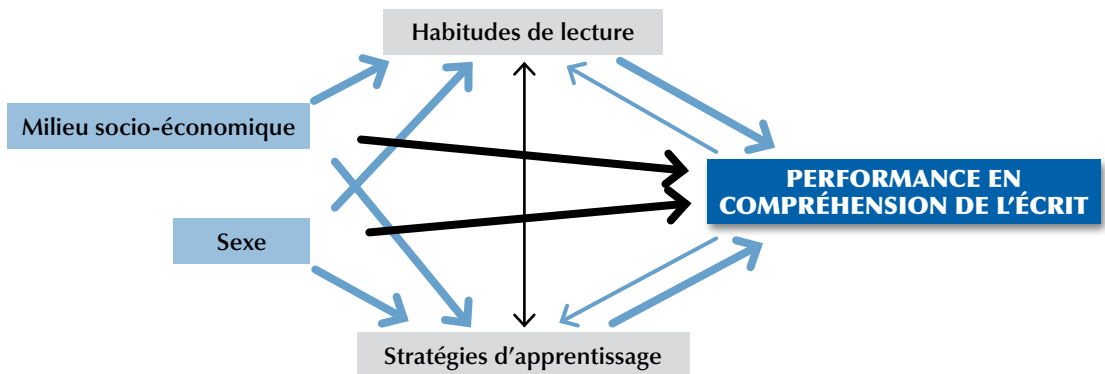 Habitudes de lecture
Milieu socio-économique
PERFORMANCE EN
COMPRÉHENSION DE L'ÉCRIT
Sexe
Stratégies d'apprentissage